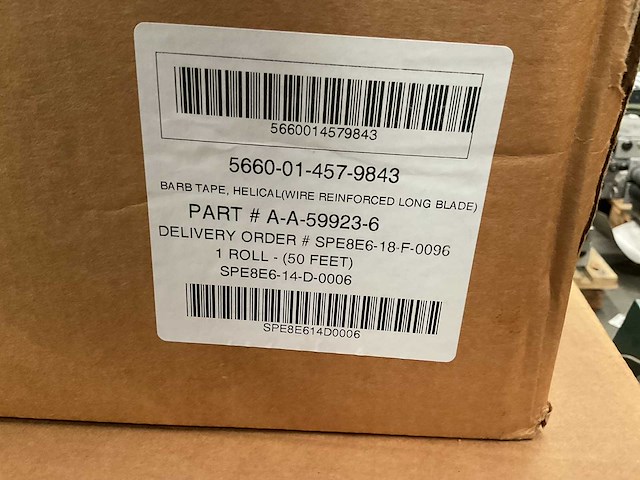 5660014579843
5660-01-457-9843
BARB TAPE, HELICAL(WIRE REINFORCED LONG BLADE)
PART # A-A-59923-6
DELIVERY ORDER # SPE8E6-18-F-0096
1 ROLL - (50 FEET)
SPE8E6-14-D-0006
SPE8E614D0006